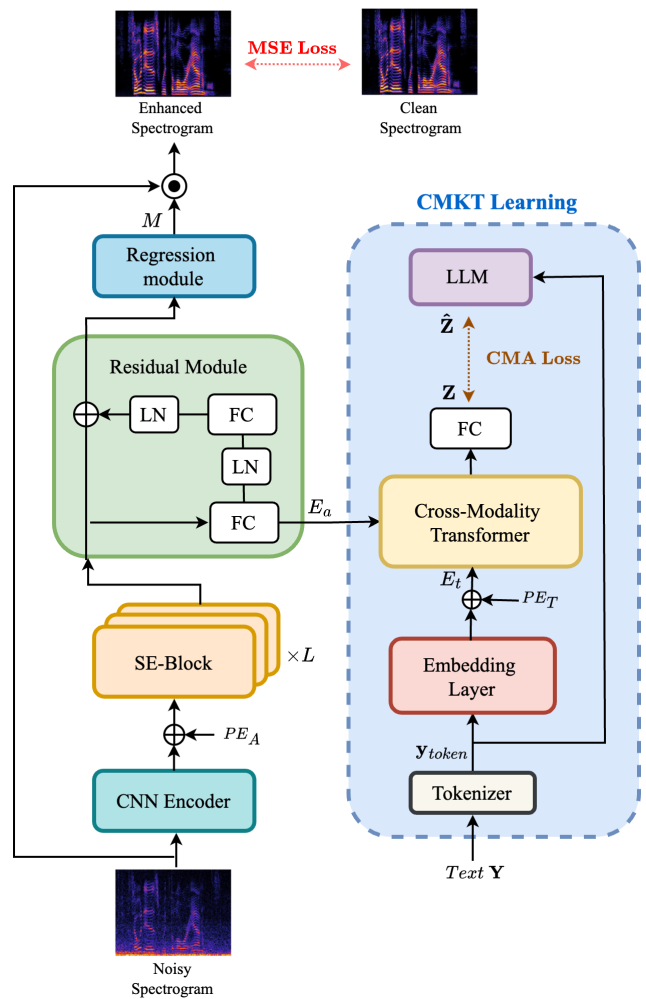 MSE Loss
Enhanced
Spectrogram
Clean
Spectrogram
M
Regression
module
Residual Module
LN
FC
LN
FC
E_a
SE-Block
×L
PE_A
CNN Encoder
Noisy
Spectrogram
CMKT Learning
LLM
Ẑ
CMA Loss
Z
FC
Cross-Modality
Transformer
E_t
PE_T
Embedding
Layer
y_token
Tokenizer
Text Y